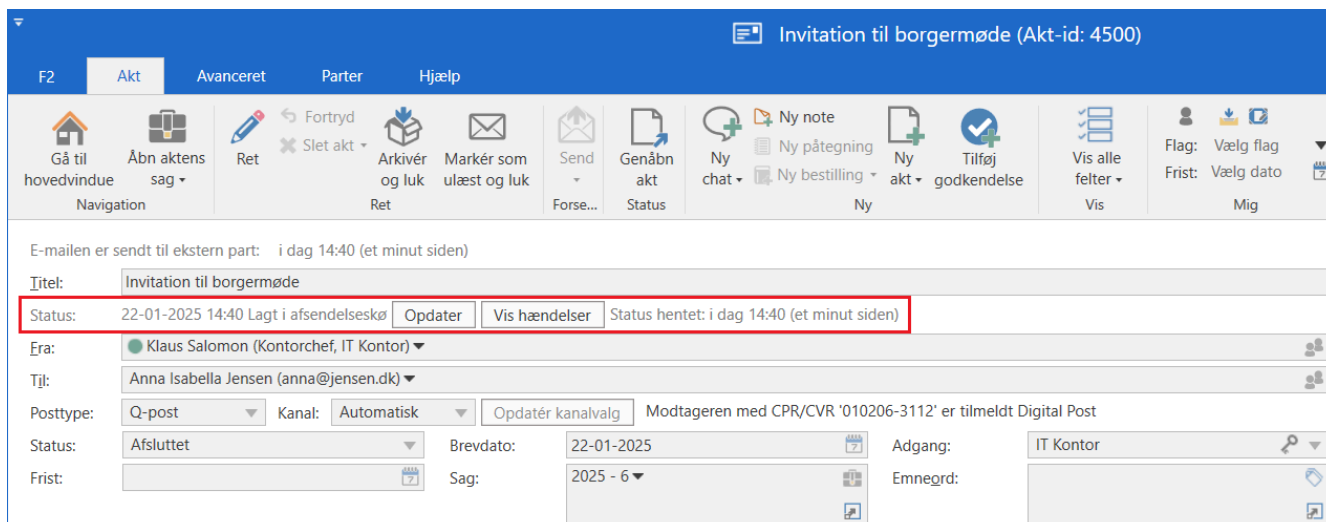 Invitation til borgermøde (Akt-id: 4500)
F2 Akt Avanceret Parter Hjælp
Gå til hovedvindue
Åbn aktens sag
Navigation
Ret
Fortryd
Slet akt
Arkivér og luk
Markér som ulæst og luk
Ret
Send
Forse...
Genåbn akt
Status
Ny chat
Ny note
Ny påtegning
Ny bestilling
Ny akt
Tilføj godkendelse
Ny
Vis alle felter
Vis
Flag: Vælg flag
Frist: Vælg dato
Mig
E-mailen er sendt til ekstern part: i dag 14:40 (et minut siden)
Titel: Invitation til borgermøde
Status: 22-01-2025 14:40 Lagt i afsendelseskø Opdater Vis hændelser Status hentet: i dag 14:40 (et minut siden)
Fra: Klaus Salomon (Kontorchef, IT Kontor)
Til: Anna Isabella Jensen (anna@jensen.dk)
Posttype: Q-post Kanal: Automatisk Opdatér kanalvalg Modtageren med CPR/CVR '010206-3112' er tilmeldt Digital Post
Status: Afsluttet Brevdato: 22-01-2025 Adgang: IT Kontor
Frist: Sag: 2025 - 6 Emneord: